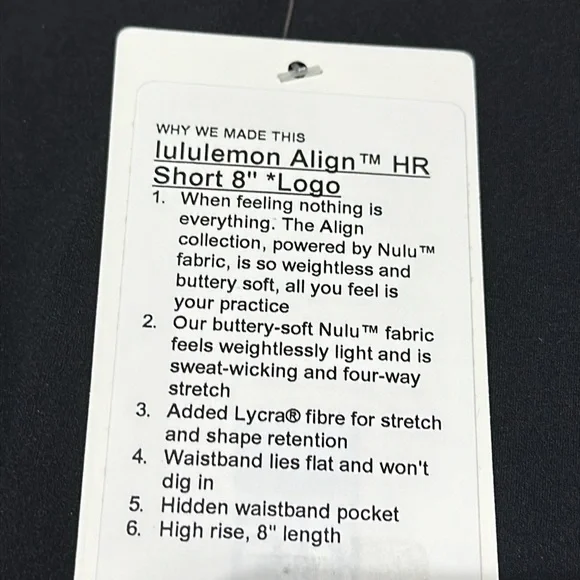 WHY WE MADE THIS
lululemon Align™ HR
Short 8" *Logo
1. When feeling nothing is
everything. The Align
collection, powered by Nulu™
fabric, is so weightless and
buttery soft, all you feel is
your practice
2. Our buttery-soft Nulu™ fabric
feels weightlessly light and is
sweat-wicking and four-way
stretch
3. Added Lycra® fibre for stretch
and shape retention
4. Waistband lies flat and won't
dig in
5. Hidden waistband pocket
6. High rise, 8" length